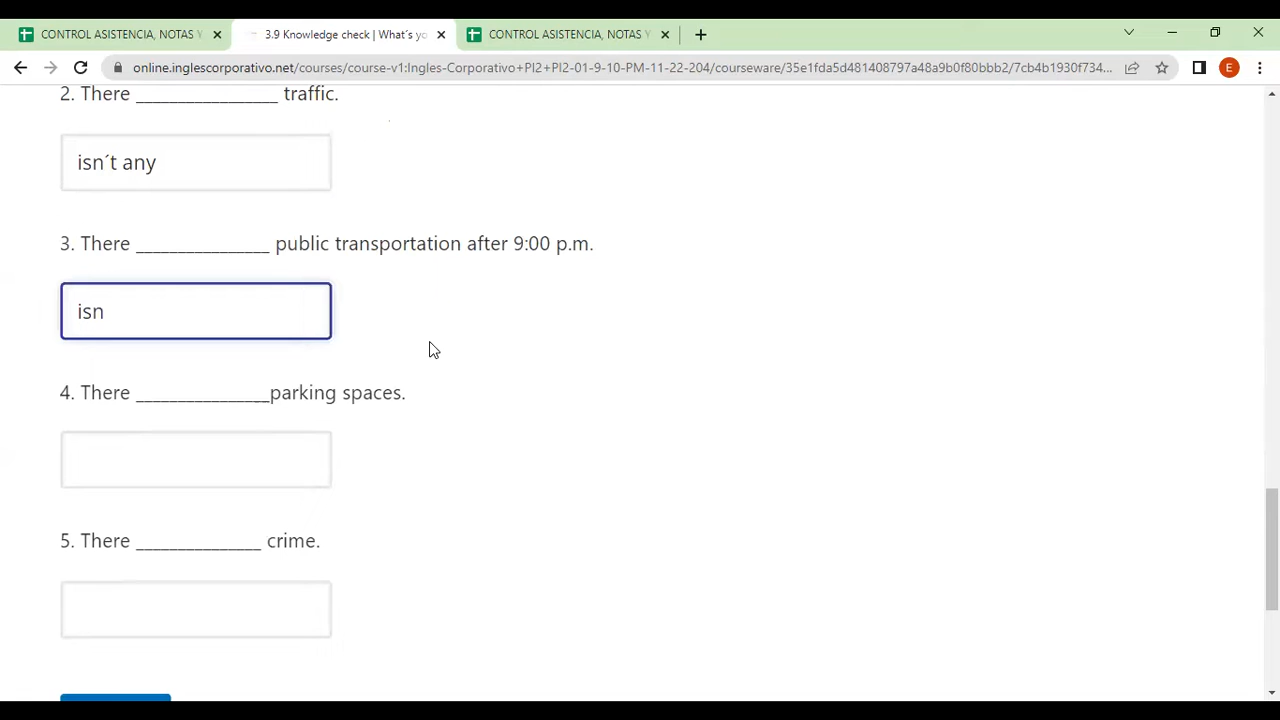 CONTROL ASISTENCIA, NOTAS Y
3.9 Knowledge check | What's yo
CONTROL ASISTENCIA, NOTAS Y
online.inglescorporativo.net/courses/course-v1:Ingles-Corporativo+PI2+PI2-01-9-10-PM-11-22-204/courseware/35e1fda5d481408797a48a9b0f80bbb2/7cb4b1930f734...
E
2. There ________________ traffic.
isn´t any
3. There _______________ public transportation after 9:00 p.m.
isn
4. There _______________parking spaces.
5. There ______________ crime.